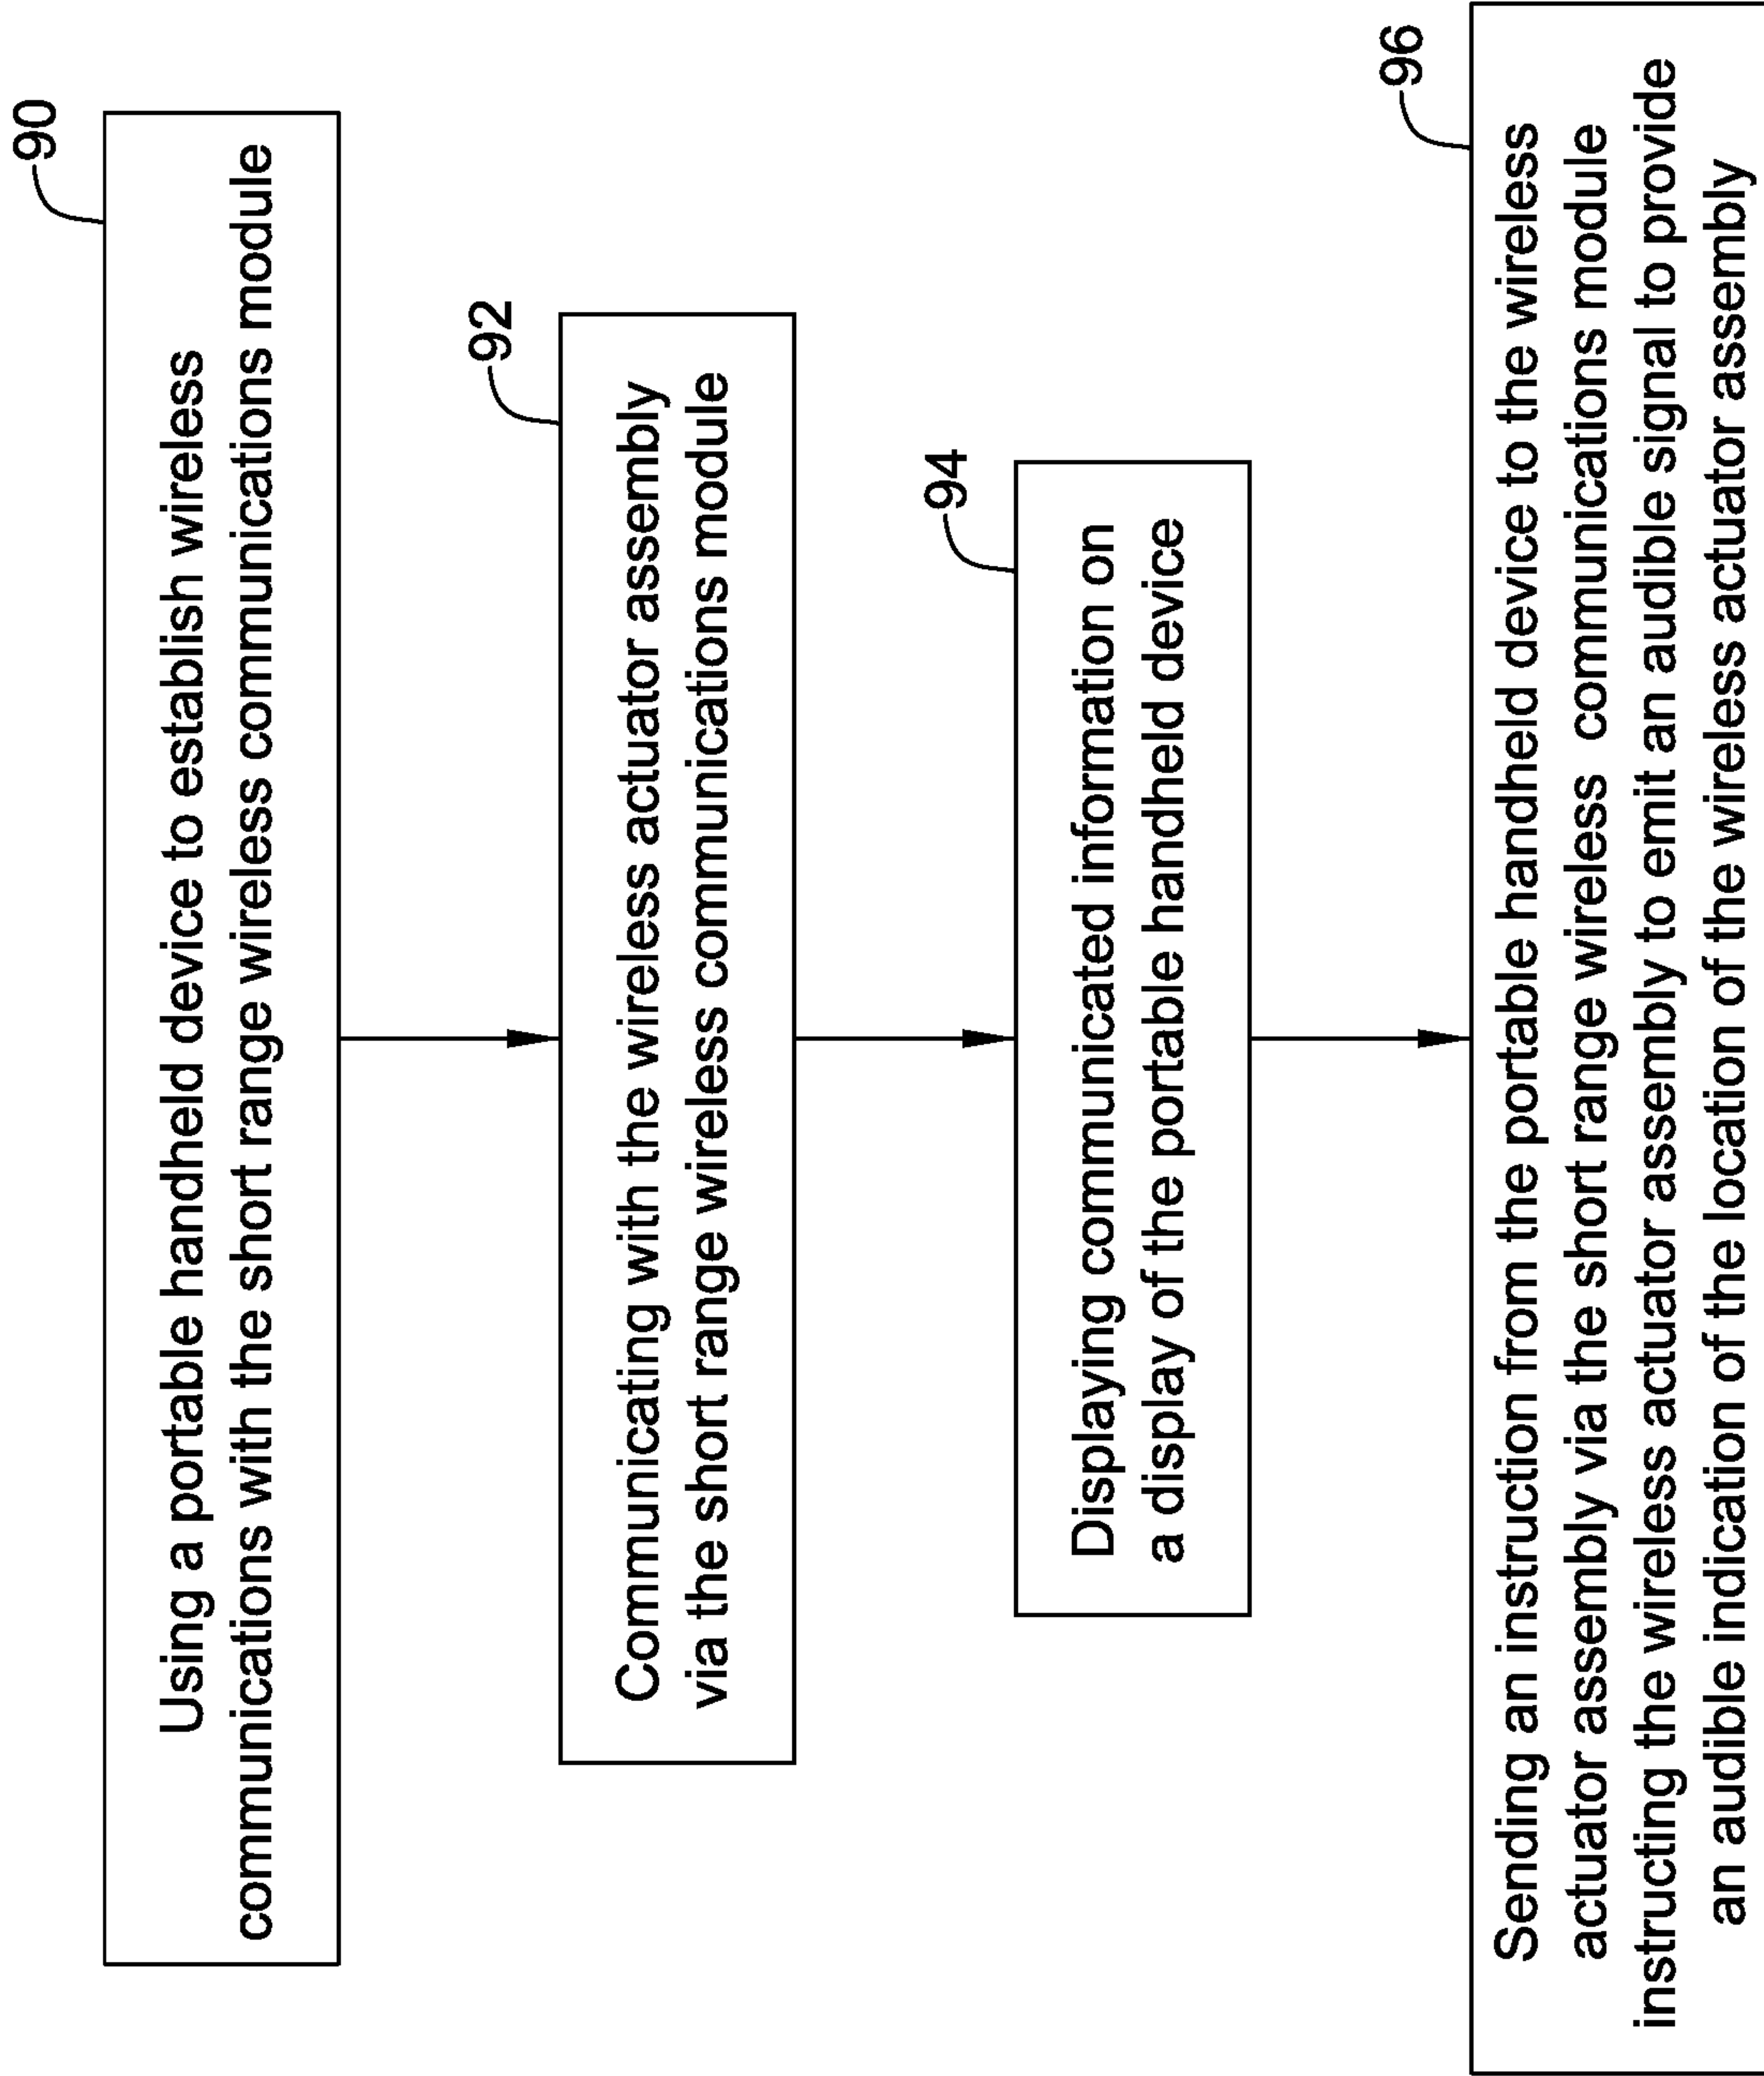 90
Using a portable handheld device to establish wireless
communications with the short range wireless communications module
92
Communicating with the wireless actuator assembly
via the short range wireless communications module
94
Displaying communicated information on
a display of the portable handheld device
96
Sending an instruction from the portable handheld device to the wireless
actuator assembly via the short range wireless communications module
instructing the wireless actuator assembly to emit an audible signal to provide
an audible indication of the location of the wireless actuator assembly